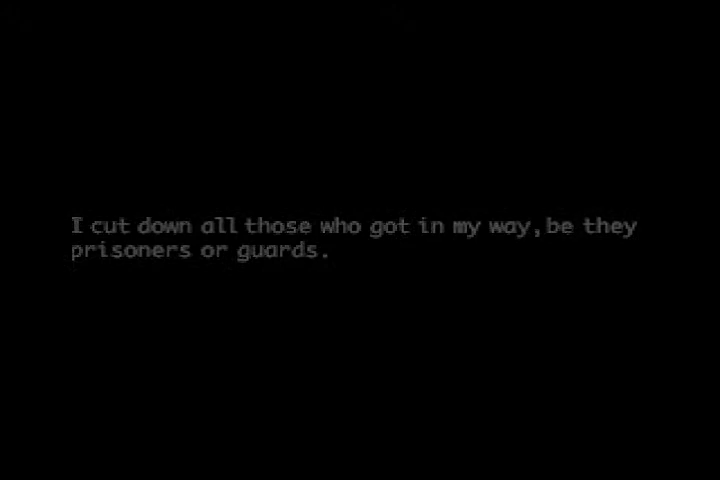 I cut down all those who got in my way,be they
prisoners or guards.